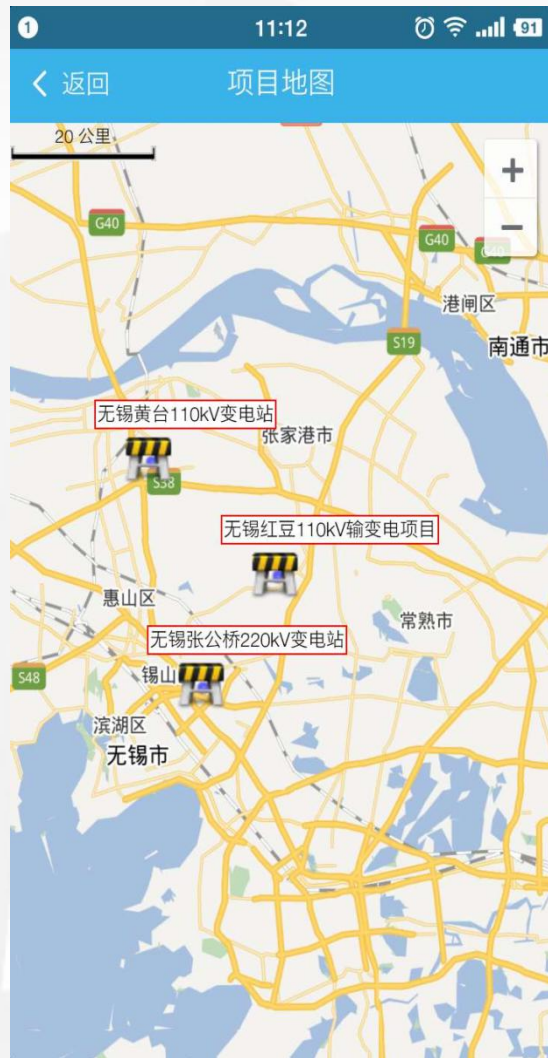 1
11:12
91
返回
项目地图
20 公里
+
−
G40
G40
G40
港闸区
S19
南通市
无锡黄台110kV变电站
张家港市
S38
无锡红豆110kV输变电项目
惠山区
常熟市
无锡张公桥220kV变电站
S48
锡山
滨湖区
无锡市